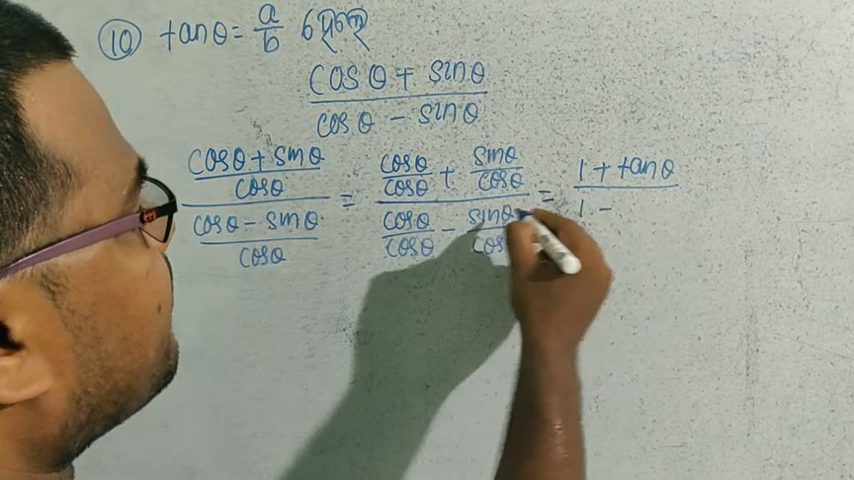 ⑩ tanθ = a/b ହେଲେ
cosθ + sinθ / cosθ - sinθ
(cosθ + sinθ / cosθ) / (cosθ - sinθ / cosθ) = (cosθ/cosθ + sinθ/cosθ) / (cosθ/cosθ - sinθ/cos) = 1 + tanθ / 1 -